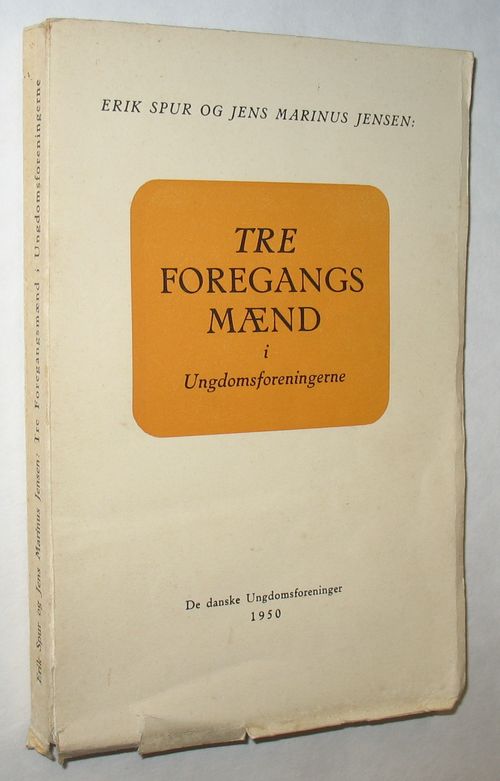 ERIK SPUR OG JENS MARINUS JENSEN:
TRE
FOREGANGS
MÆND
i
Ungdomsforeningerne
De danske Ungdomsforeninger
1950
Erik Spur og Jens Marinus Jensen: Tre Foregangsmænd i Ungdomsforeningerne